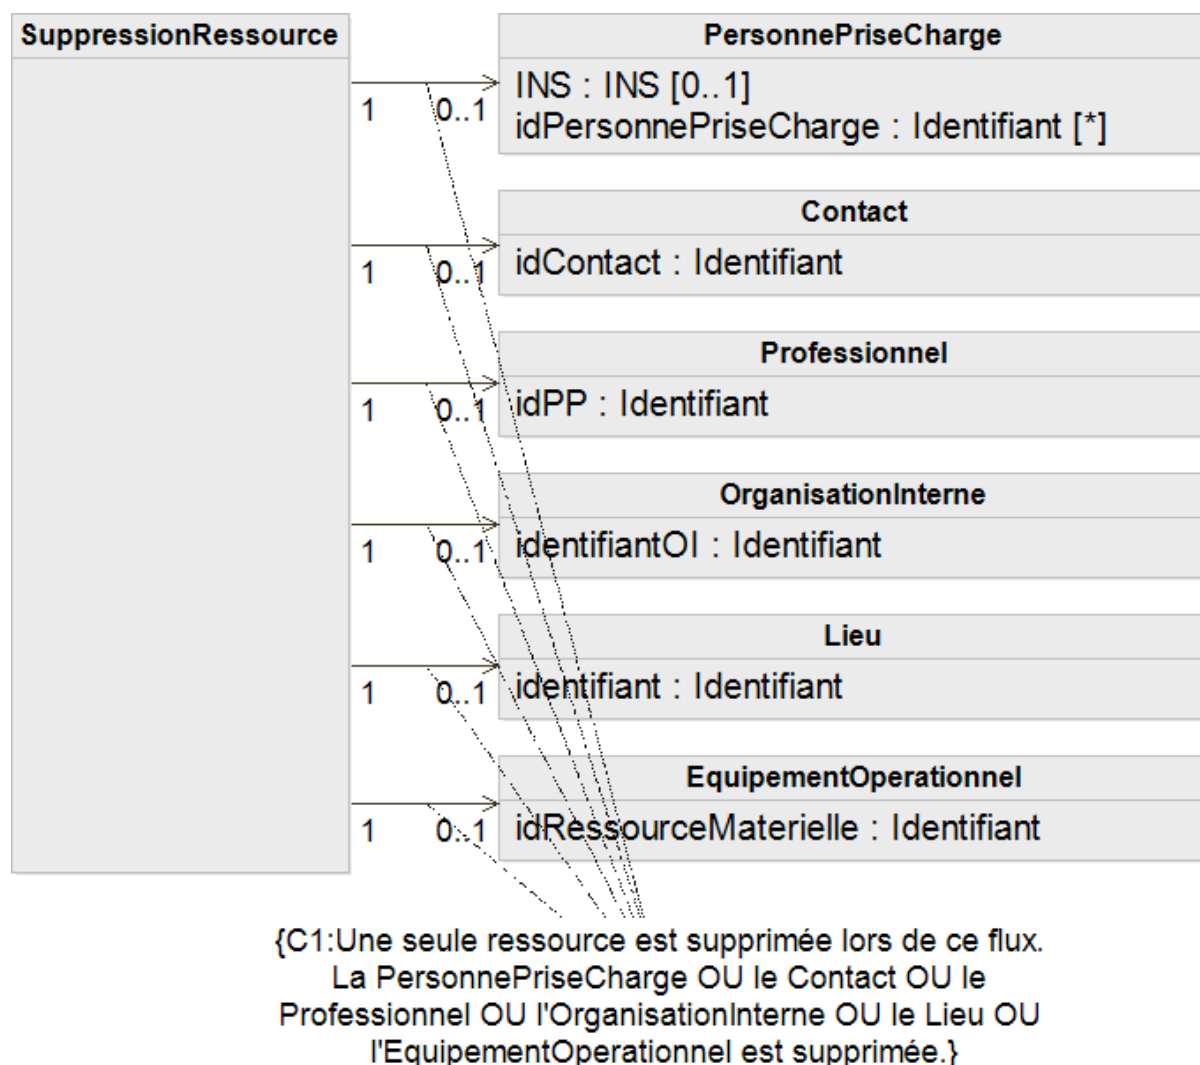 SuppressionRessource
PersonnePriseCharge
INS : INS [0..1]
idPersonnePriseCharge : Identifiant [*]
1
0..1
Contact
idContact : Identifiant
1
0..1
Professionnel
idPP : Identifiant
1
0..1
OrganisationInterne
identifiantOI : Identifiant
1
0..1
Lieu
identifiant : Identifiant
1
0..1
EquipementOperationnel
idRessourceMaterielle : Identifiant
1
0..1
{C1:Une seule ressource est supprimée lors de ce flux.
La PersonnePriseCharge OU le Contact OU le
Professionnel OU l'OrganisationInterne OU le Lieu OU
l'EquipementOperationnel est supprimée.}